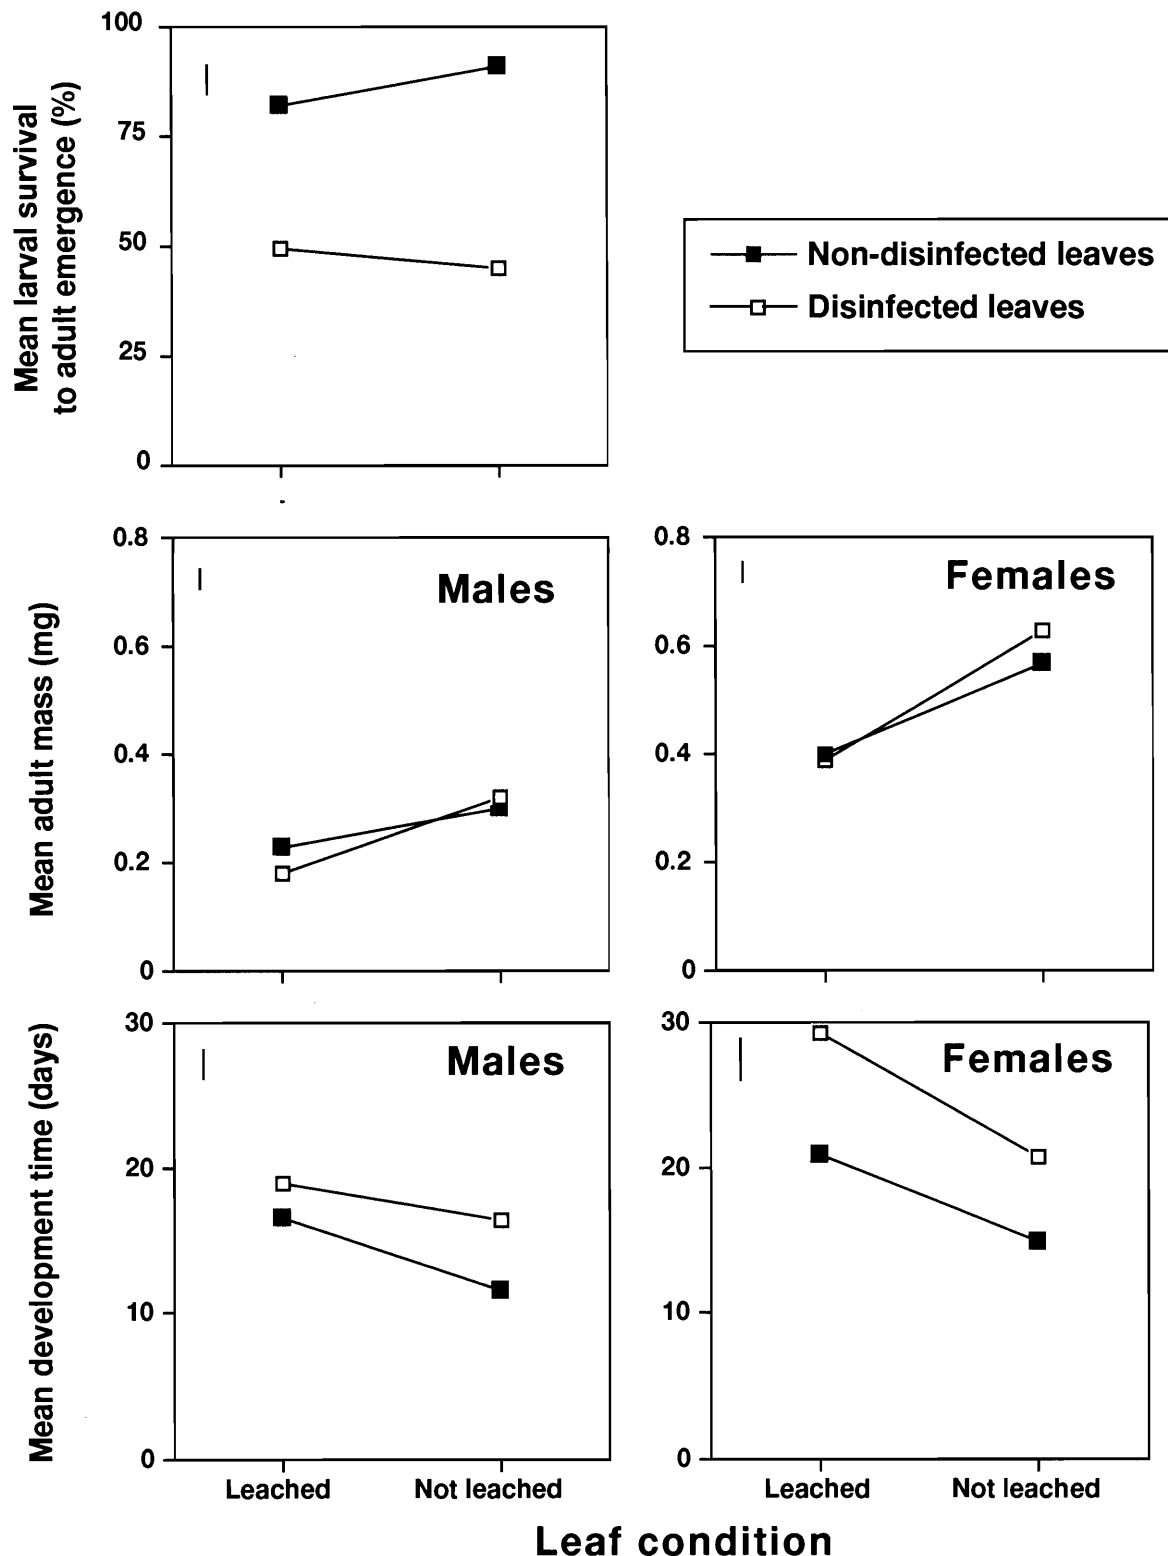 Mean larval survival
to adult emergence (%)
100
75
50
25
0
Non-disinfected leaves
Disinfected leaves
Mean adult mass (mg)
0.8
0.6
0.4
0.2
0
Males
0.8
0.6
0.4
0.2
0
Females
Mean development time (days)
30
20
10
0
Males
30
20
10
0
Females
Leached
Not leached
Leached
Not leached
Leaf condition